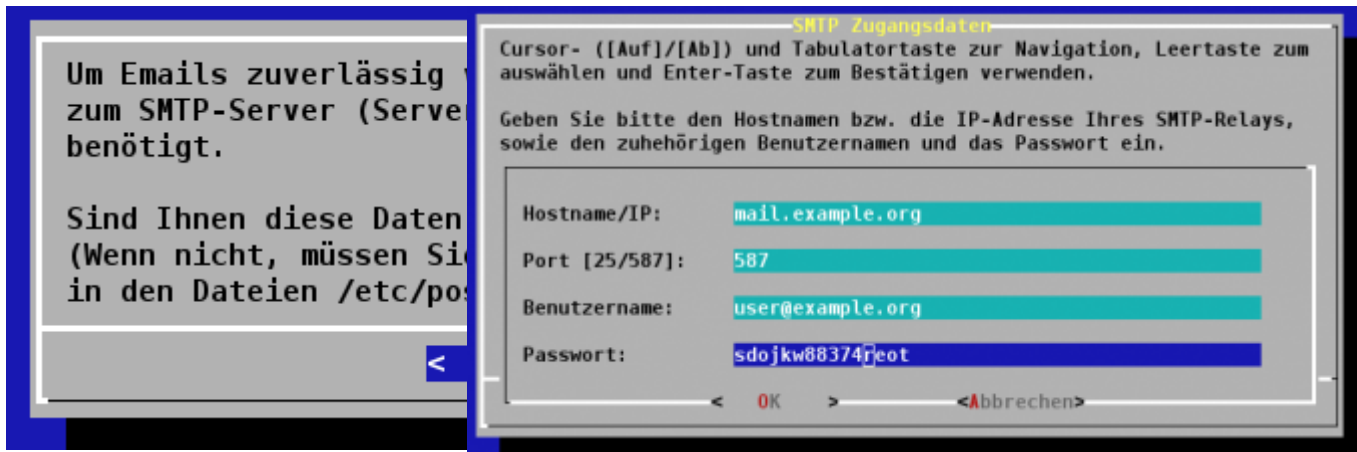 Um Emails zuverlässig
zum SMTP-Server (Serve
benötigt.
Sind Ihnen diese Daten
(Wenn nicht, müssen Si
in den Dateien /etc/pos
<
SMTP Zugangsdaten
Cursor- ([Auf]/[Ab]) und Tabulatortaste zur Navigation, Leertaste zum
auswählen und Enter-Taste zum Bestätigen verwenden.
Geben Sie bitte den Hostnamen bzw. die IP-Adresse Ihres SMTP-Relays,
sowie den zuhehörigen Benutzernamen und das Passwort ein.
Hostname/IP: mail.example.org
Port [25/587]: 587
Benutzername: user@example.org
Passwort: sdojkw88374reot
< OK > <Abbrechen>